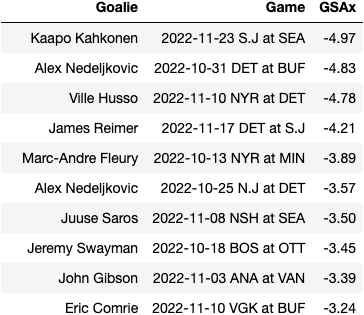 Goalie Game GSAx
Kaapo Kahkonen 2022-11-23 S.J at SEA -4.97
Alex Nedeljkovic 2022-10-31 DET at BUF -4.83
Ville Husso 2022-11-10 NYR at DET -4.78
James Reimer 2022-11-17 DET at S.J -4.21
Marc-Andre Fleury 2022-10-13 NYR at MIN -3.89
Alex Nedeljkovic 2022-10-25 N.J at DET -3.57
Juuse Saros 2022-11-08 NSH at SEA -3.50
Jeremy Swayman 2022-10-18 BOS at OTT -3.45
John Gibson 2022-11-03 ANA at VAN -3.39
Eric Comrie 2022-11-10 VGK at BUF -3.24